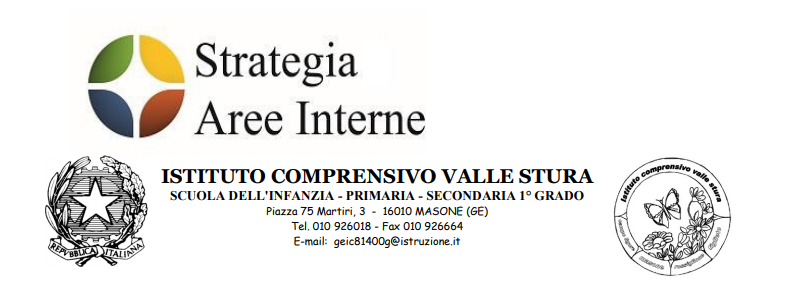 Strategia
Aree Interne
ISTITUTO COMPRENSIVO VALLE STURA
SCUOLA DELL'INFANZIA - PRIMARIA - SECONDARIA 1° GRADO
Piazza 75 Martiri, 3 - 16010 MASONE (GE)
Tel. 010 926018 - Fax 010 926664
E-mail: geic81400g@istruzione.it
REPVBBLICA ITALIANA
istituto comprensivo valle stura